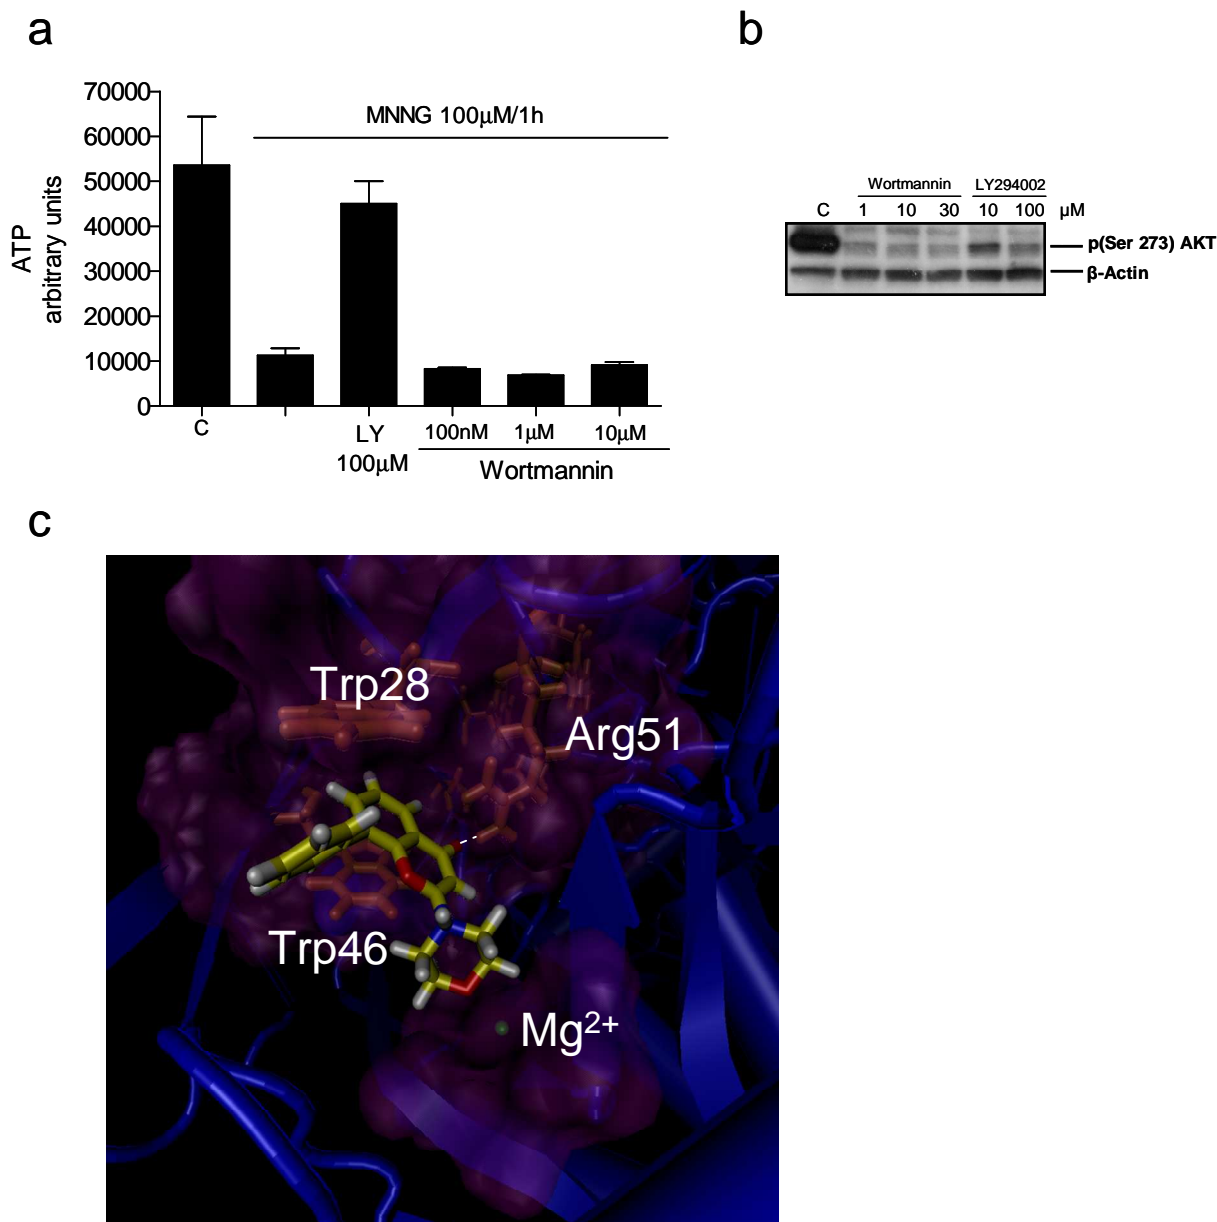 a
70000
60000
50000
40000
30000
20000
10000
0
ATP
arbitrary units
MNNG 100μM/1h
C
LY
100μM
100nM 1μM 10μM
Wortmannin
b
Wortmannin LY294002
C 1 10 30 10 100 μM
p(Ser 273) AKT
β-Actin
c
Trp28
Arg51
Trp46
Mg²⁺